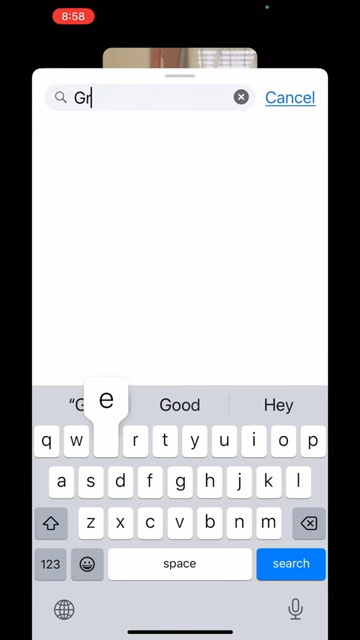 8:58
Gr
Cancel
e
"G Good Hey
q w r t y u i o p
a s d f g h j k l
z x c v b n m
123 space search